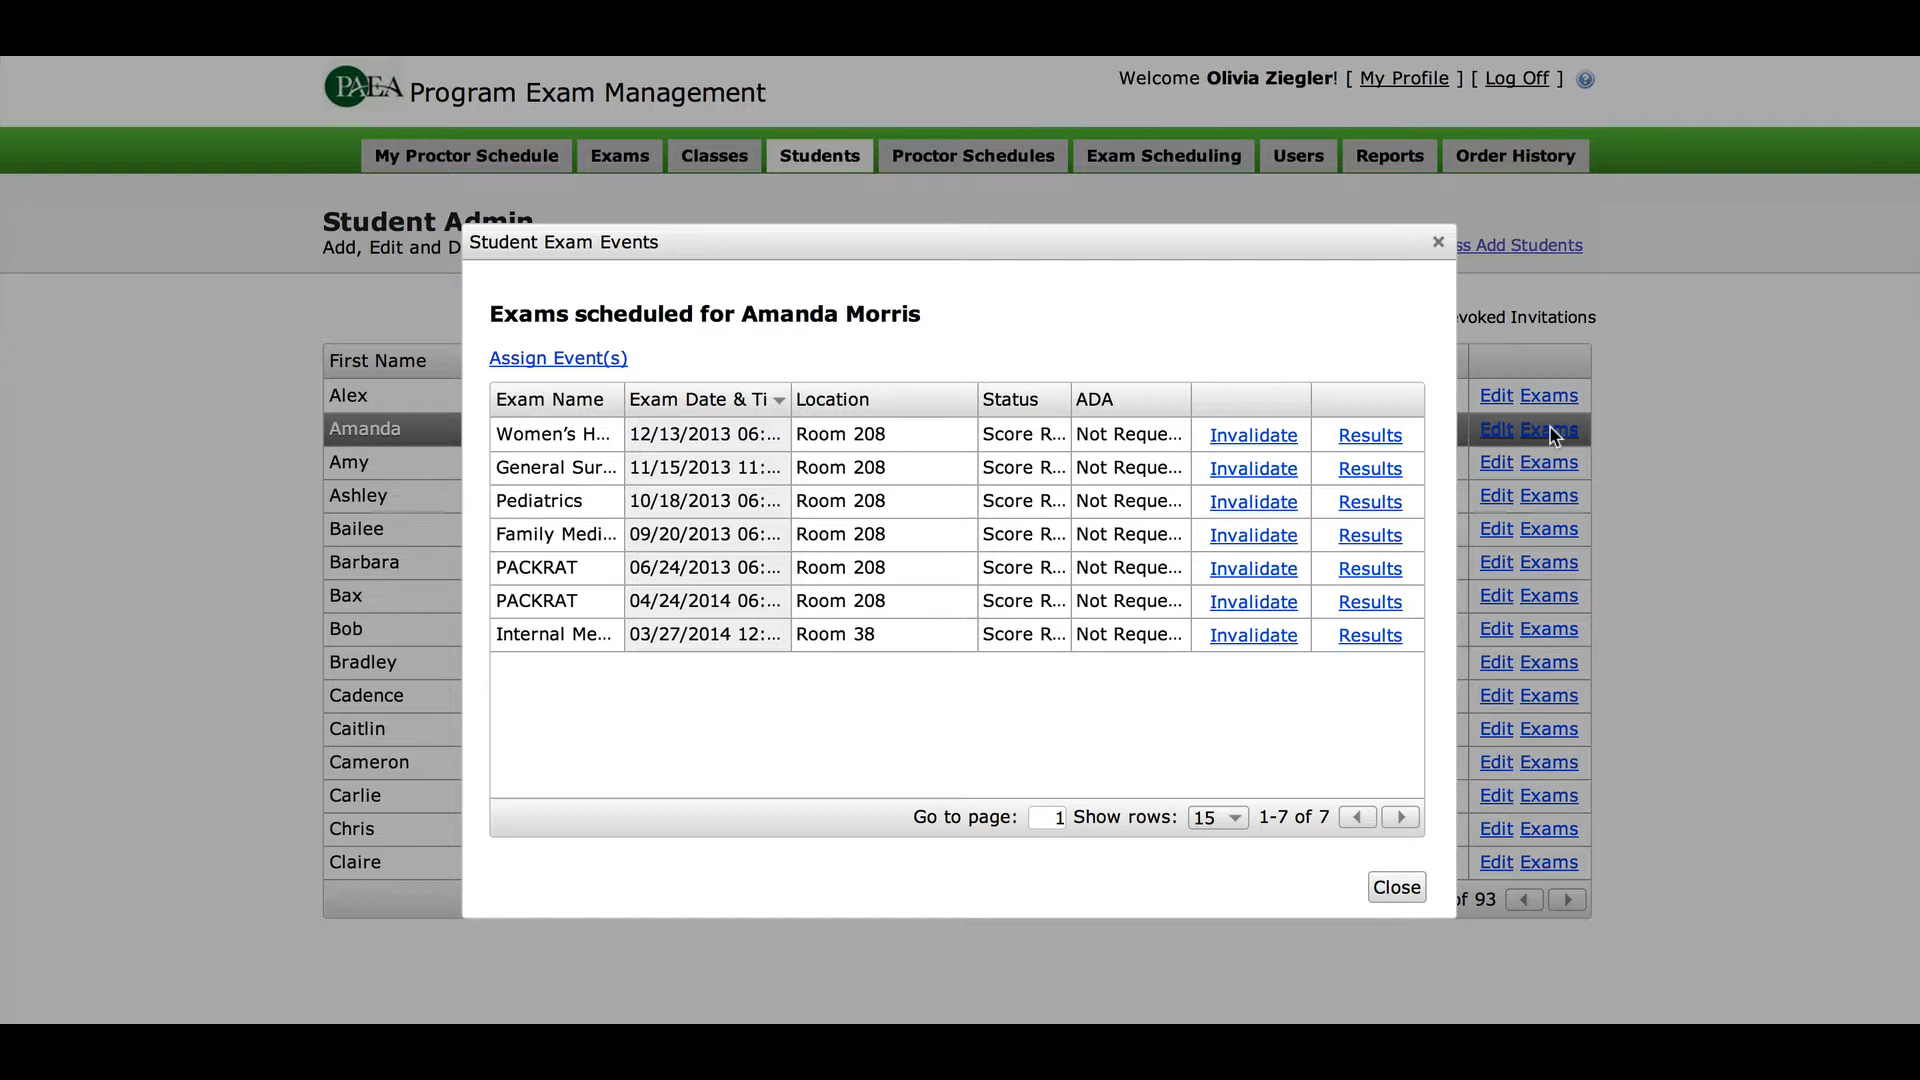 PAEA Program Exam Management
Welcome Olivia Ziegler! [ My Profile ] [ Log Off ] ?
My Proctor Schedule Exams Classes Students Proctor Schedules Exam Scheduling Users Reports Order History
Student Admin
Add, Edit and D
ss Add Students
Student Exam Events ×
Exams scheduled for Amanda Morris
evoked Invitations
Assign Event(s)
First Name
Exam Name Exam Date & Ti Location Status ADA
Alex Edit Exams
Amanda Edit Exams
Amy Edit Exams
Ashley Edit Exams
Bailee Edit Exams
Barbara Edit Exams
Bax Edit Exams
Bob Edit Exams
Bradley Edit Exams
Cadence Edit Exams
Caitlin Edit Exams
Cameron Edit Exams
Carlie Edit Exams
Chris Edit Exams
Claire Edit Exams
Women's H... 12/13/2013 06:... Room 208 Score R... Not Reque... Invalidate Results
General Sur... 11/15/2013 11:... Room 208 Score R... Not Reque... Invalidate Results
Pediatrics 10/18/2013 06:... Room 208 Score R... Not Reque... Invalidate Results
Family Medi... 09/20/2013 06:... Room 208 Score R... Not Reque... Invalidate Results
PACKRAT 06/24/2013 06:... Room 208 Score R... Not Reque... Invalidate Results
PACKRAT 04/24/2014 06:... Room 208 Score R... Not Reque... Invalidate Results
Internal Me... 03/27/2014 12:... Room 38 Score R... Not Reque... Invalidate Results
Go to page: 1 Show rows: 15 1-7 of 7
Close
of 93